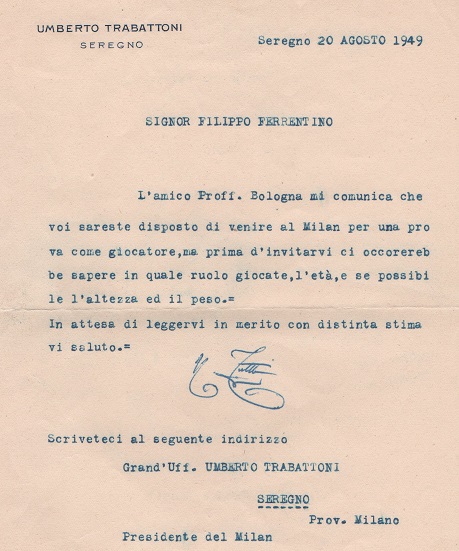 UMBERTO TRABATTONI
SEREGNO
Seregno 20 AGOSTO 1949
SIGNOR FILIPPO FERRENTINO
L'amico Proff. Bologna mi comunica che
voi sareste disposto di venire al Milan per una pro
va come giocatore,ma prima d'invitarvi ci occorereb
be sapere in quale ruolo giocate,l'età,e se possibi
le l'altezza ed il peso.=
In attesa di leggervi in merito con distinta stima
vi saluto.=
Scriveteci al seguente indirizzo
Grand'Uff. UMBERTO TRABATTONI
SEREGNO
Prov. Milano
Presidente del Milan